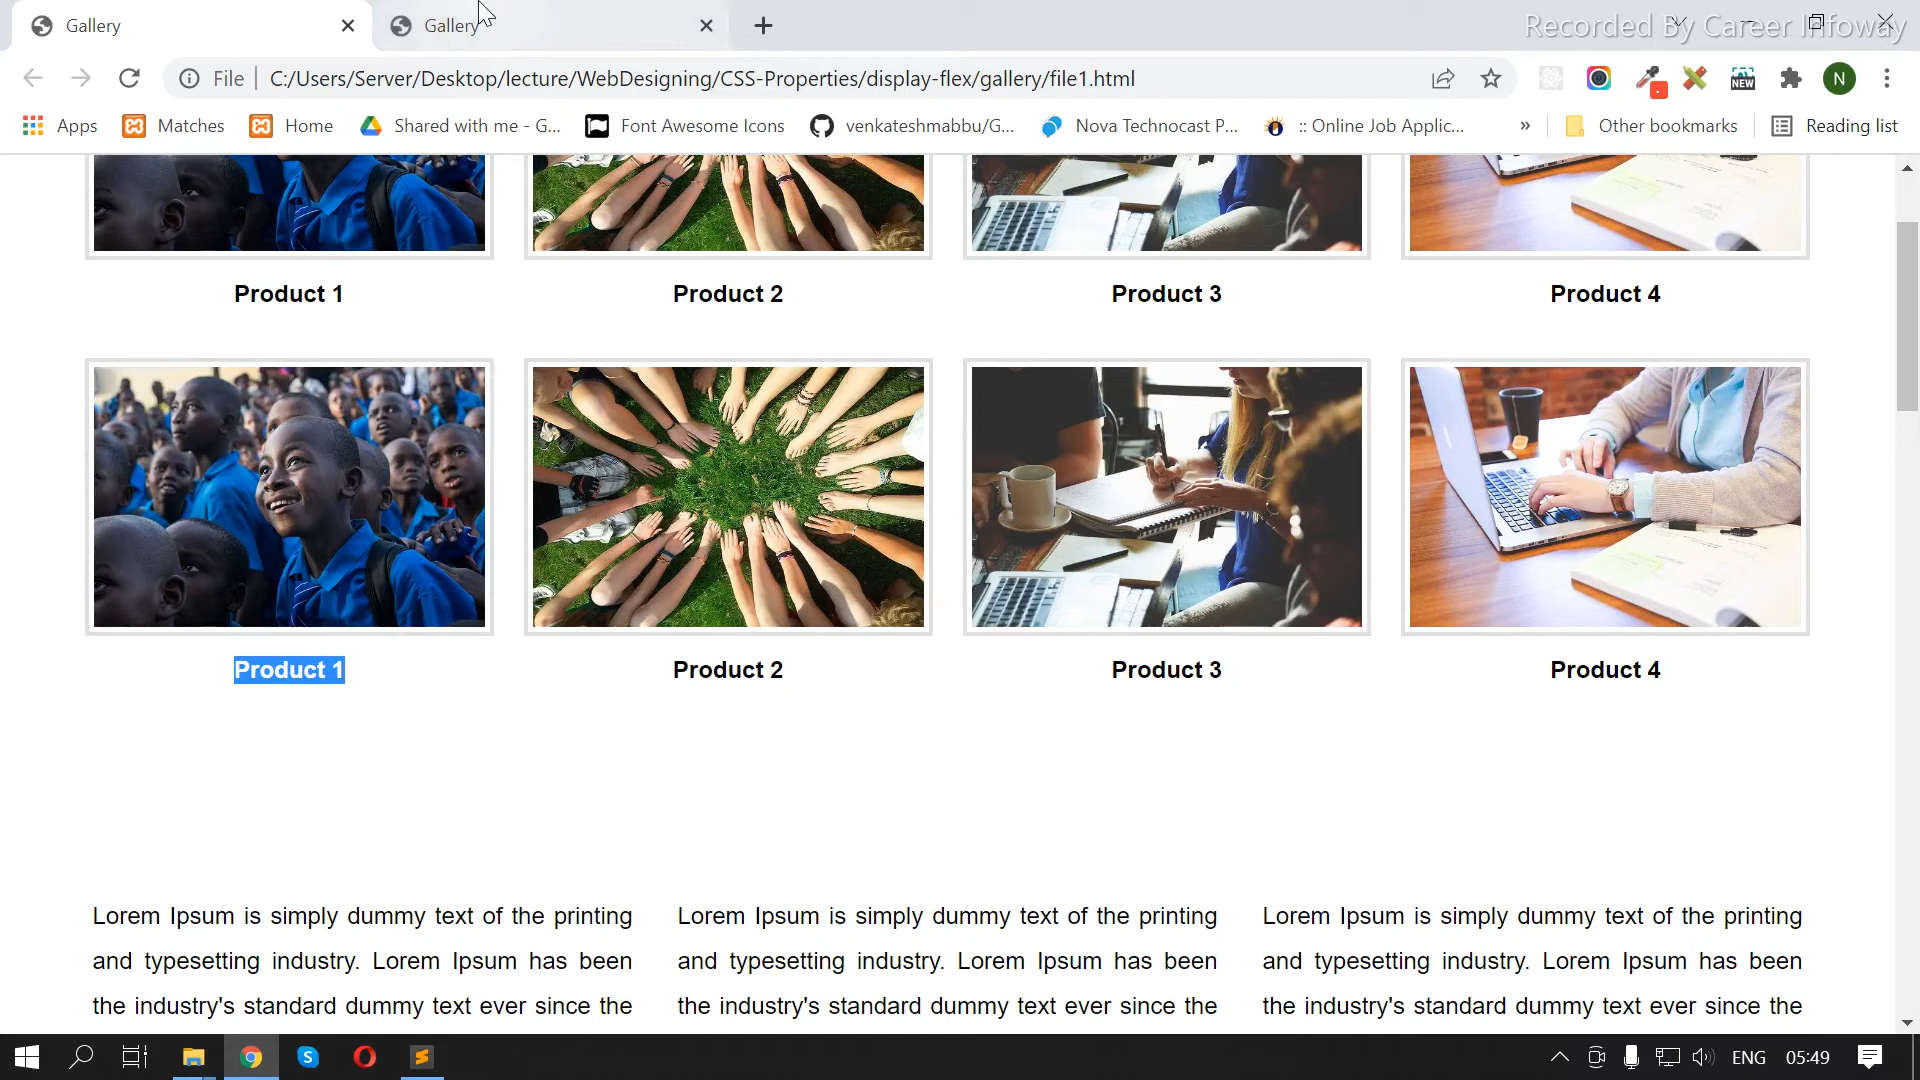 Gallery
Gallery
Recorded By Career Infoway
File
C:/Users/Server/Desktop/lecture/WebDesigning/CSS-Properties/display-flex/gallery/file1.html
NEW
N
Apps
Matches
Home
Shared with me - G...
Font Awesome Icons
venkateshmabbu/G...
Nova Technocast P...
:: Online Job Applic...
»
Other bookmarks
Reading list
Product 1
Product 2
Product 3
Product 4
Product 1
Product 2
Product 3
Product 4
Lorem Ipsum is simply dummy text of the printing
and typesetting industry. Lorem Ipsum has been
the industry's standard dummy text ever since the
Lorem Ipsum is simply dummy text of the printing
and typesetting industry. Lorem Ipsum has been
the industry's standard dummy text ever since the
Lorem Ipsum is simply dummy text of the printing
and typesetting industry. Lorem Ipsum has been
the industry's standard dummy text ever since the
ENG
05:49